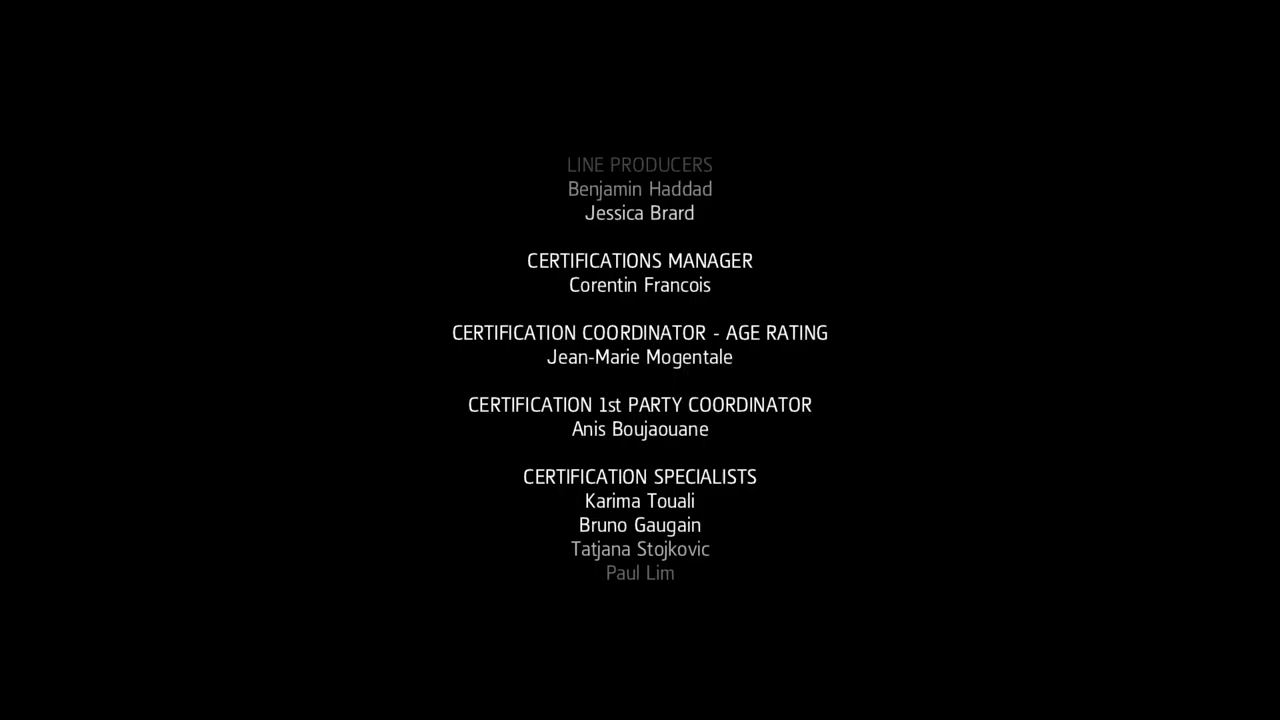 LINE PRODUCERS
Benjamin Haddad
Jessica Brard
CERTIFICATIONS MANAGER
Corentin Francois
CERTIFICATION COORDINATOR - AGE RATING
Jean-Marie Mogentale
CERTIFICATION 1st PARTY COORDINATOR
Anis Boujaouane
CERTIFICATION SPECIALISTS
Karima Touali
Bruno Gaugain
Tatjana Stojkovic
Paul Lim